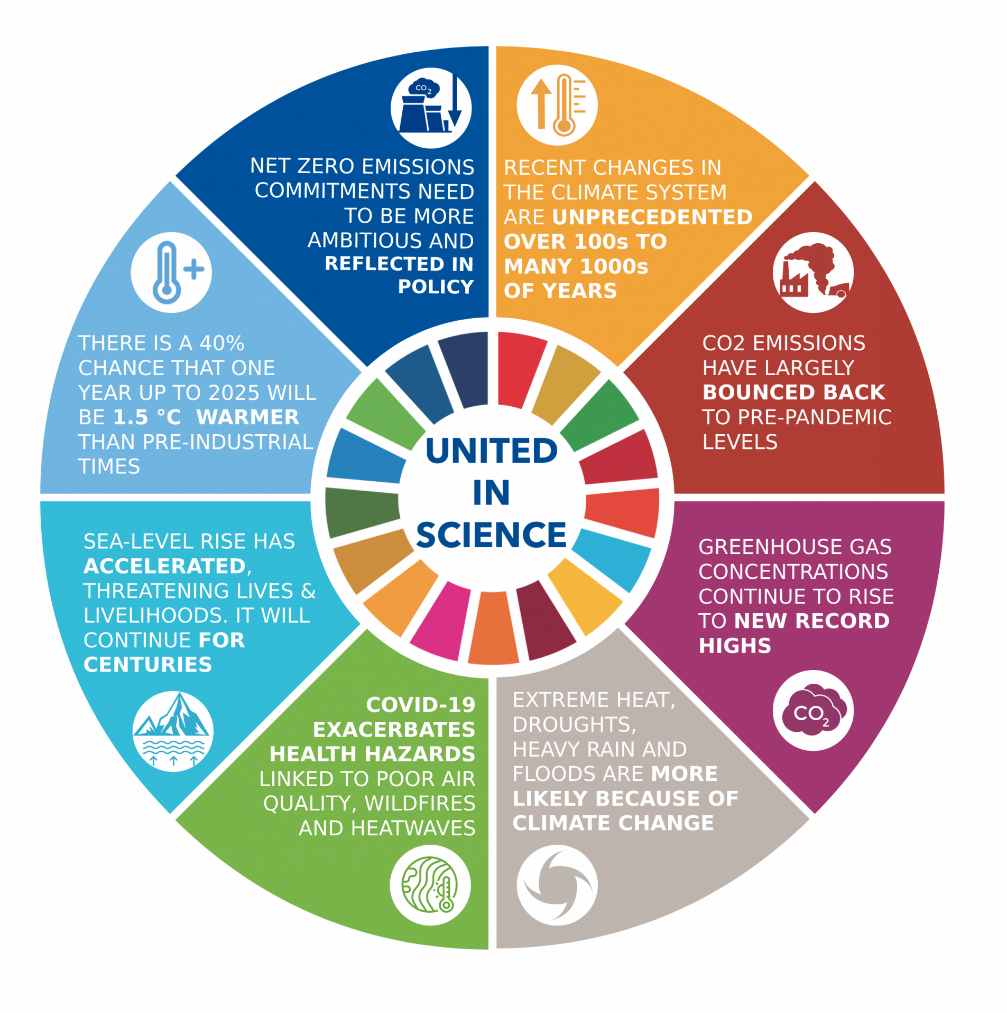 CO2
NET ZERO EMISSIONS
COMMITMENTS NEED
TO BE MORE
AMBITIOUS AND
REFLECTED IN
POLICY
RECENT CHANGES IN
THE CLIMATE SYSTEM
ARE UNPRECEDENTED
OVER 100s TO
MANY 1000s
OF YEARS
CO2 EMISSIONS
HAVE LARGELY
BOUNCED BACK
TO PRE-PANDEMIC
LEVELS
GREENHOUSE GAS
CONCENTRATIONS
CONTINUE TO RISE
TO NEW RECORD
HIGHS
CO2
EXTREME HEAT,
DROUGHTS,
HEAVY RAIN AND
FLOODS ARE MORE
LIKELY BECAUSE OF
CLIMATE CHANGE
COVID-19
EXACERBATES
HEALTH HAZARDS
LINKED TO POOR AIR
QUALITY, WILDFIRES
AND HEATWAVES
SEA-LEVEL RISE HAS
ACCELERATED,
THREATENING LIVES &
LIVELIHOODS. IT WILL
CONTINUE FOR
CENTURIES
THERE IS A 40%
CHANCE THAT ONE
YEAR UP TO 2025 WILL
BE 1.5 °C WARMER
THAN PRE-INDUSTRIAL
TIMES
UNITED
IN
SCIENCE